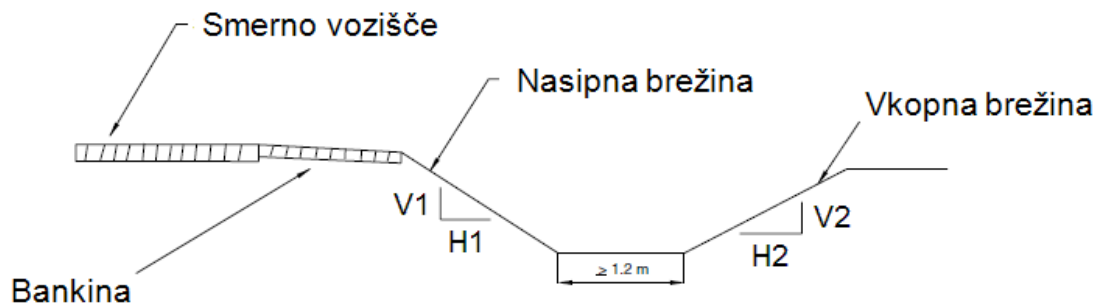 Smerno vozišče
Nasipna brežina
Vkopna brežina
V1
H1
V2
H2
≥ 1.2 m
Bankina